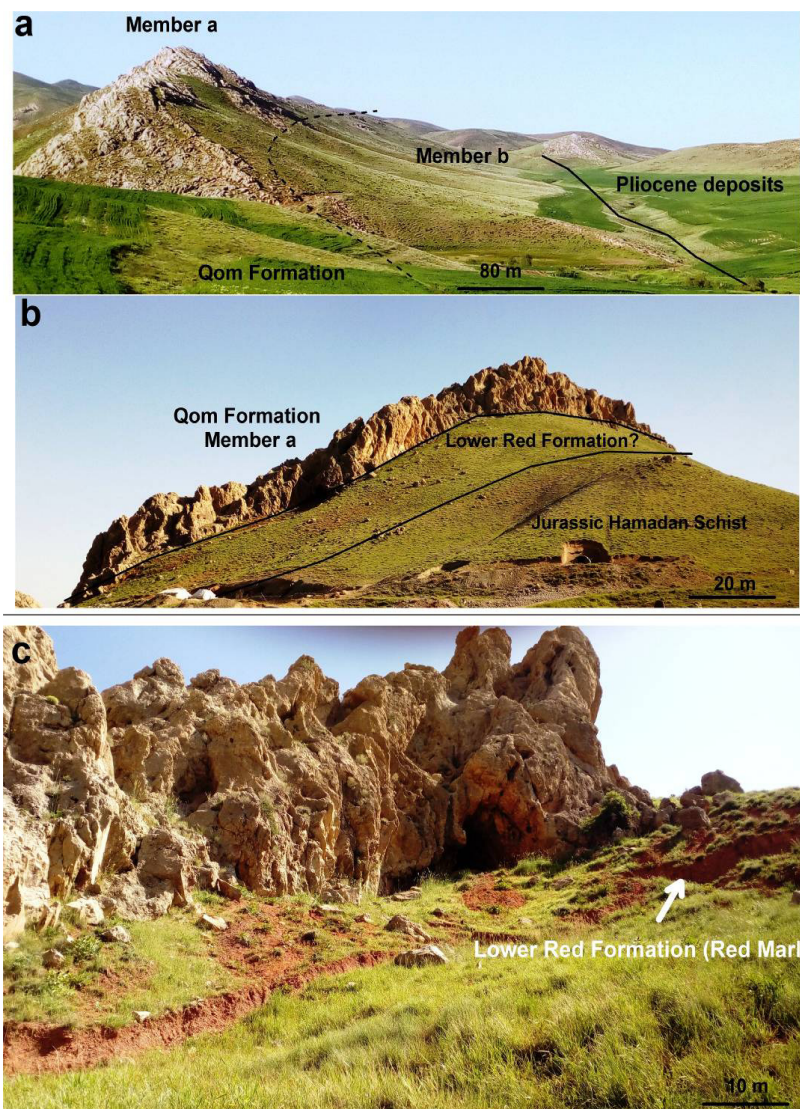 a
Member a
Member b
Pliocene deposits
Qom Formation
80 m
b
Qom Formation
Member a
Lower Red Formation?
Jurassic Hamadan Schist
20 m
c
Lower Red Formation (Red Marl
10 m